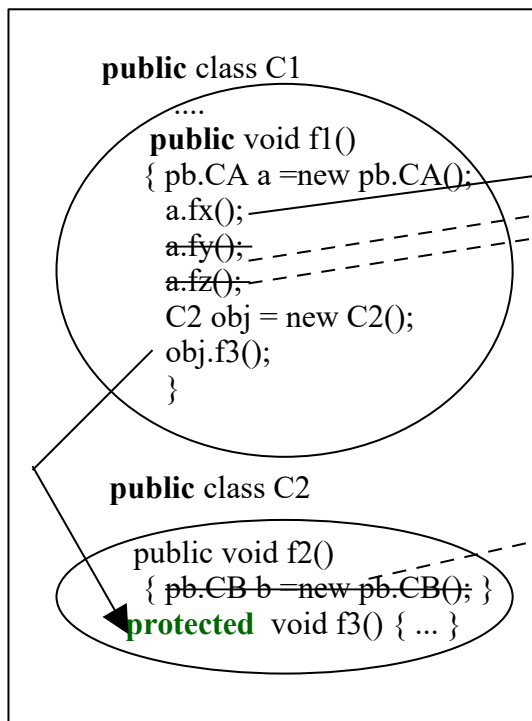 public class C1
....
public void f1()
{ pb.CA a =new pb.CA();
a.fx();
a.fy();
a.fz();
C2 obj = new C2();
obj.f3();
}
public class C2
public void f2()
{ pb.CB b =new pb.CB(); }
protected void f3() { ... }